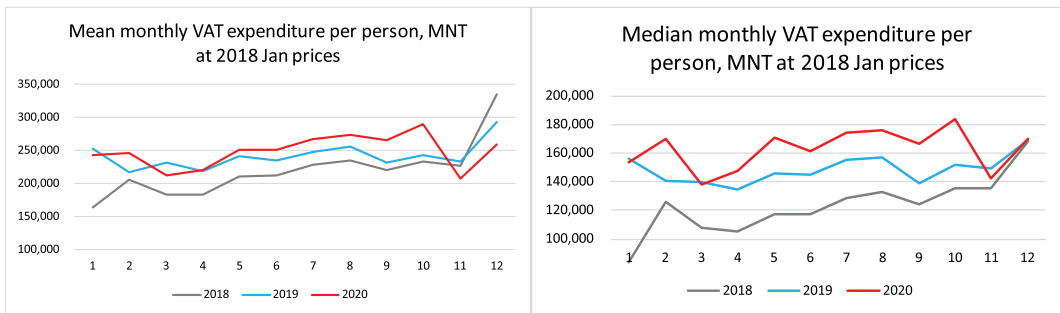 Mean monthly VAT expenditure per person, MNT
at 2018 Jan prices
350,000
300,000
250,000
200,000
150,000
100,000
1 2 3 4 5 6 7 8 9 10 11 12
2018 2019 2020
Median monthly VAT expenditure per
person, MNT at 2018 Jan prices
200,000
180,000
160,000
140,000
120,000
100,000
1 2 3 4 5 6 7 8 9 10 11 12
2018 2019 2020